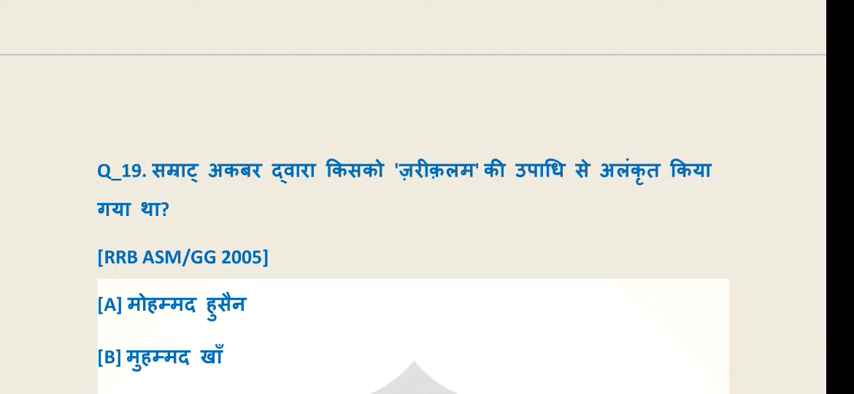 Q_19. सम्राट् अकबर द्वारा किसको 'ज़रीक़लम' की उपाधि से अलंकृत किया
गया था?
[RRB ASM/GG 2005]
[A] मोहम्मद हुसैन
[B] मुहम्मद खाँ